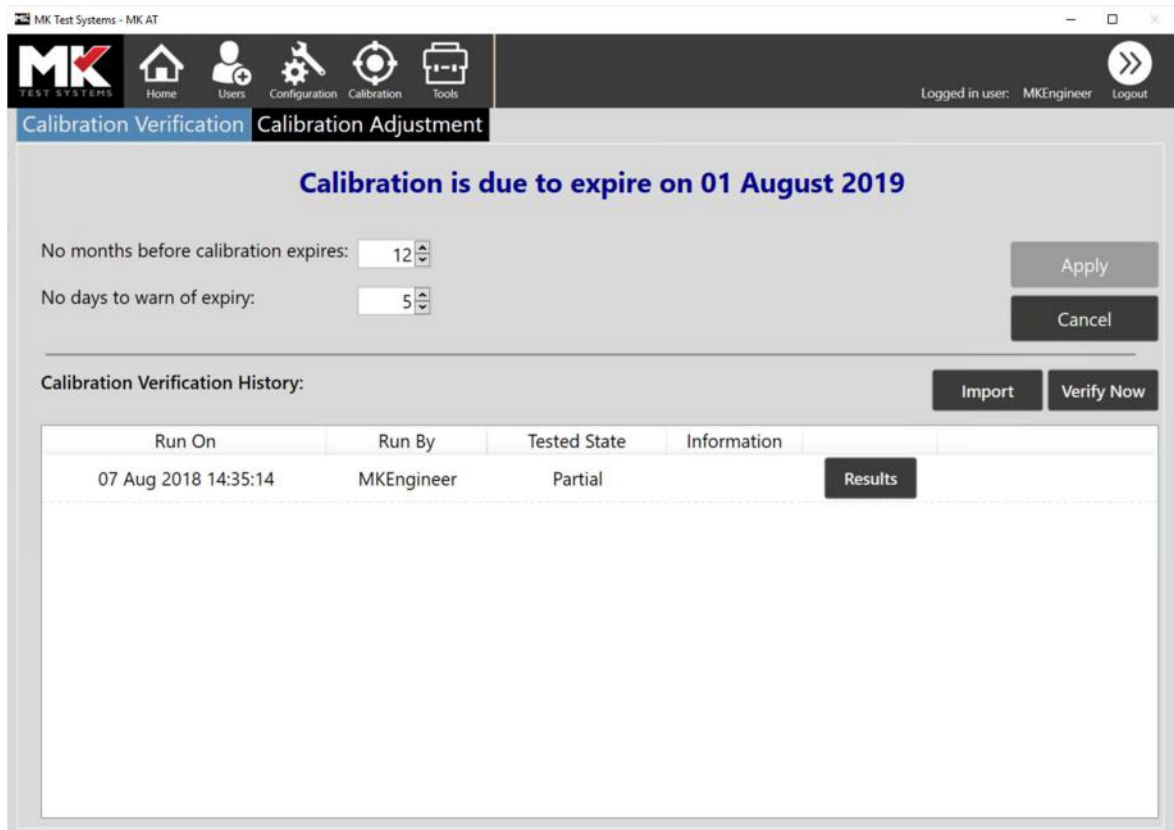 MK Test Systems - MK AT
MK
TEST SYSTEMS
Home Users Configuration Calibration Tools
Logged in user: MKEngineer Logout
Calibration Verification Calibration Adjustment
Calibration is due to expire on 01 August 2019
No months before calibration expires: 12
Apply
No days to warn of expiry: 5
Cancel
Calibration Verification History:
Import Verify Now
Run On Run By Tested State Information
07 Aug 2018 14:35:14 MKEngineer Partial Results